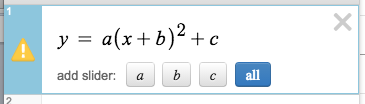 1
y = a(x+b)²+c
add slider: a b c all
2